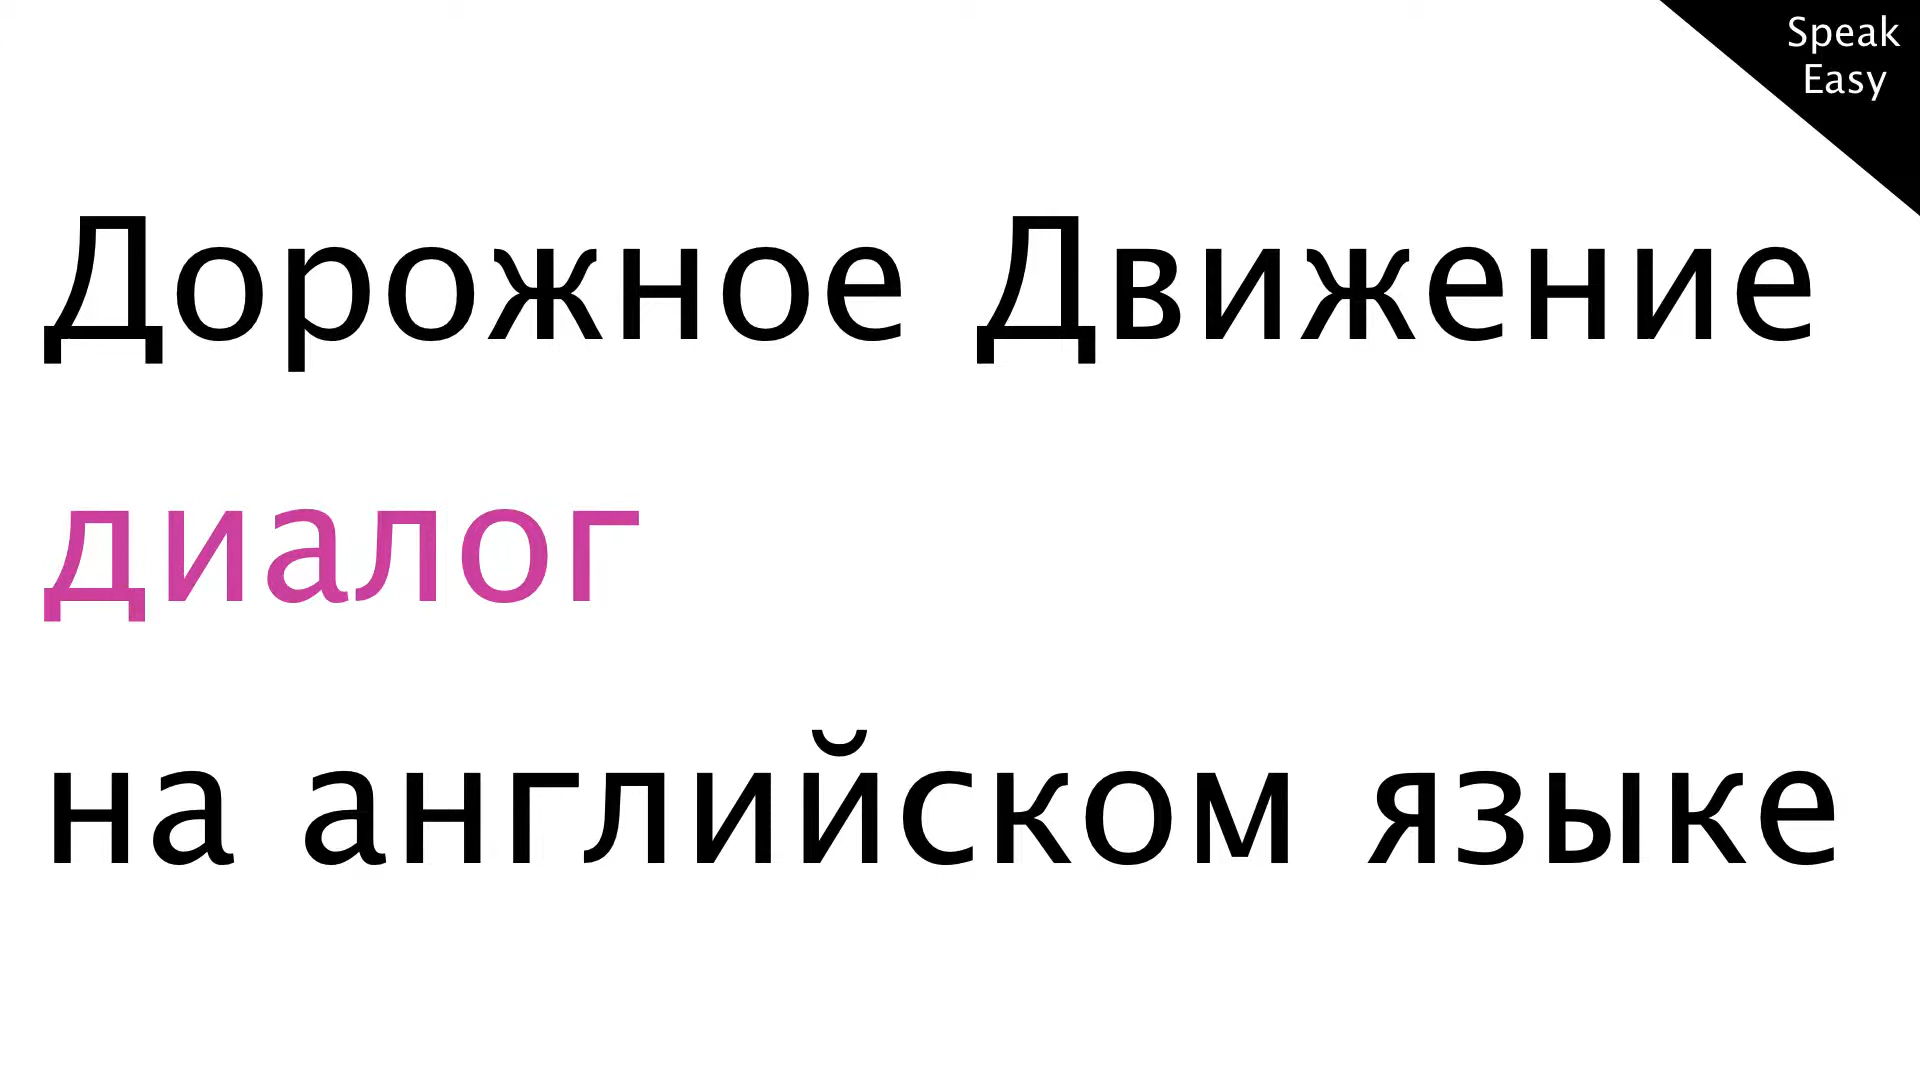 Speak
Easy
Дорожное Движение
диалог
на английском языке